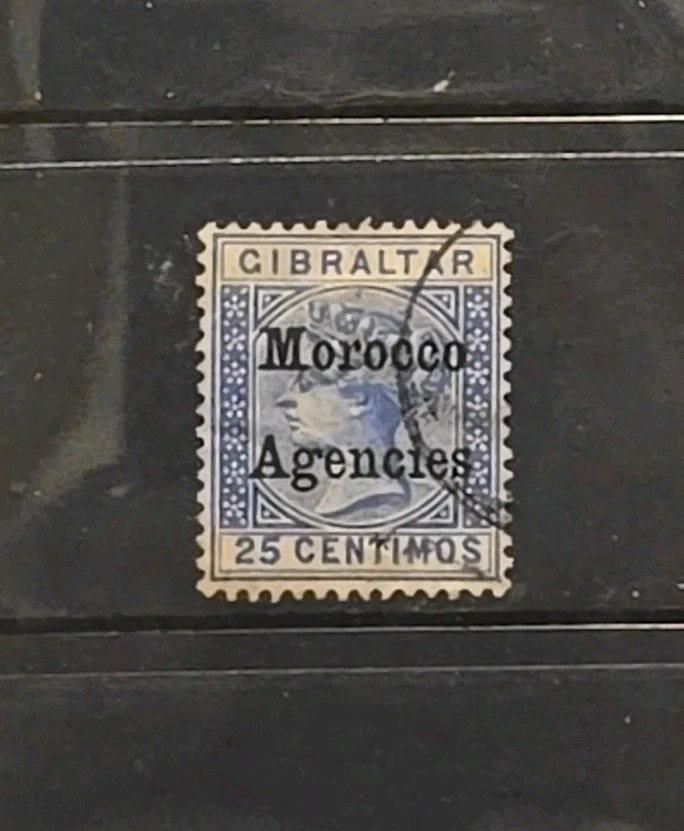 GIBRALTAR
Morocco
Agencies
25 CENTIMOS